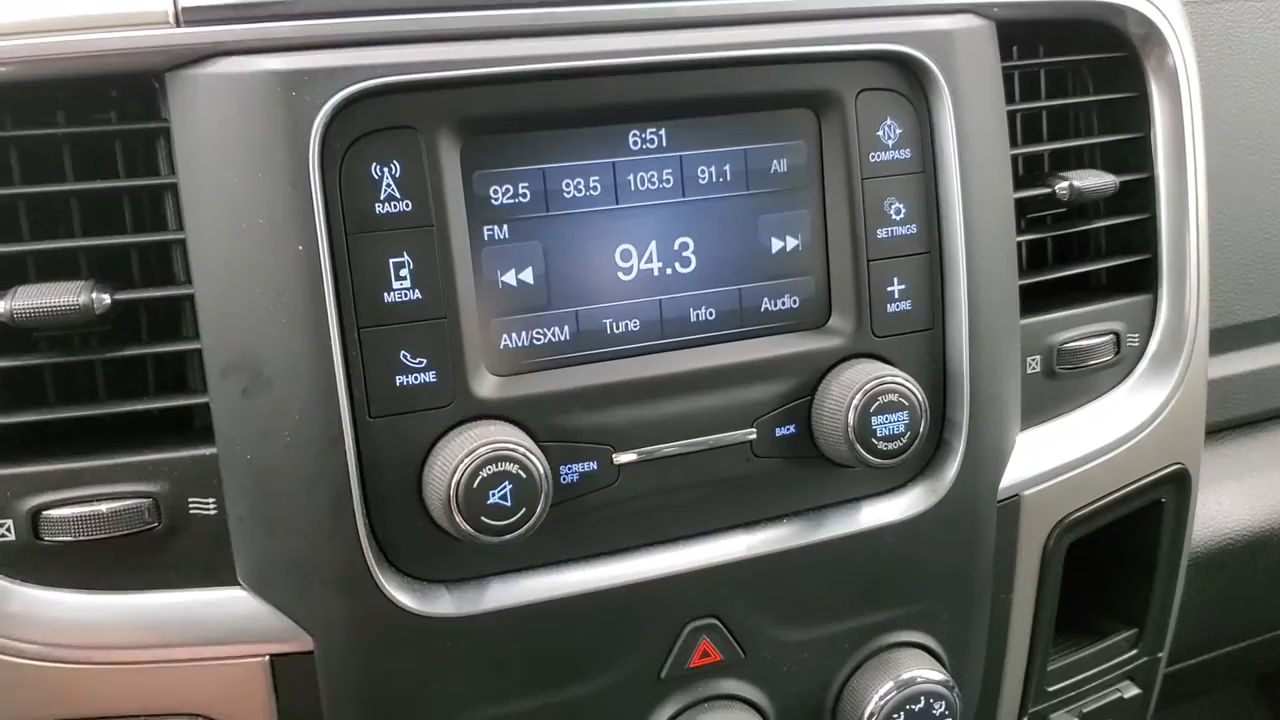 6:51
92.5 93.5 103.5 91.1 All
FM
94.3
AM/SXM Tune Info Audio
RADIO
MEDIA
PHONE
N
COMPASS
SETTINGS
MORE
VOLUME
SCREEN
OFF
BACK
TUNE
BROWSE
ENTER
SCROLL